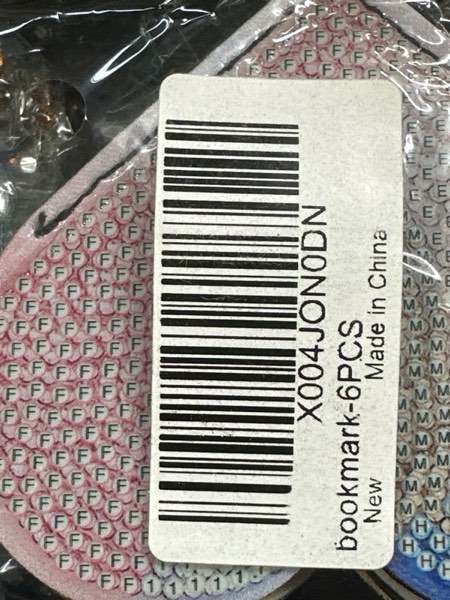 X004JON0DN
bookmark-6PCS
New
Made in China